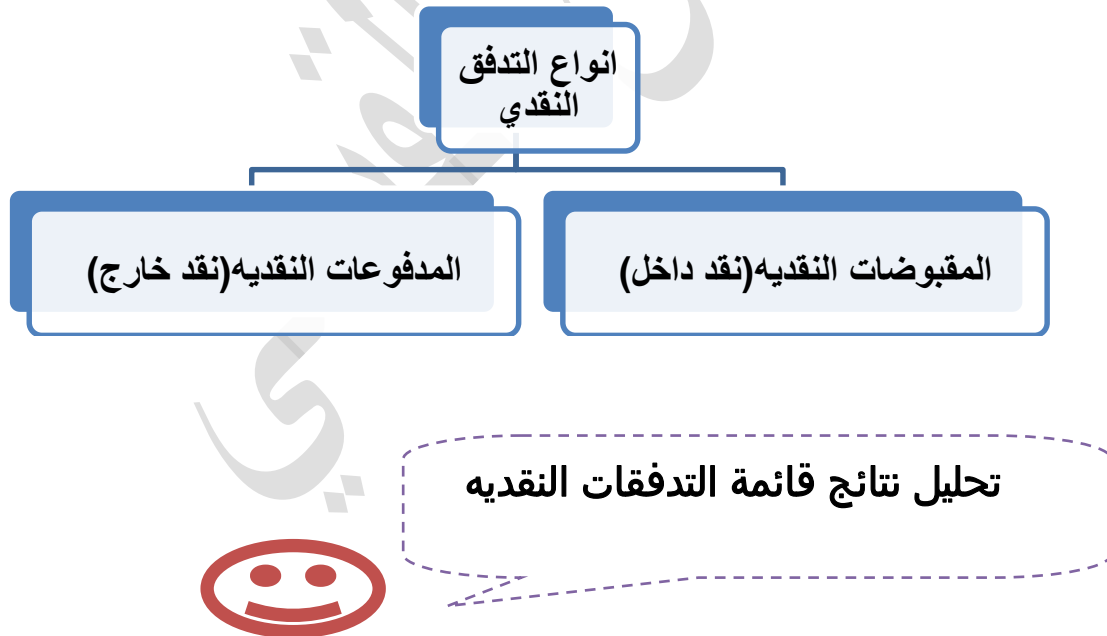 انواع التدفق
النقدي
المقبوضات النقديه(نقد داخل)
المدفوعات النقديه(نقد خارج)
تحليل نتائج قائمة التدفقات النقديه